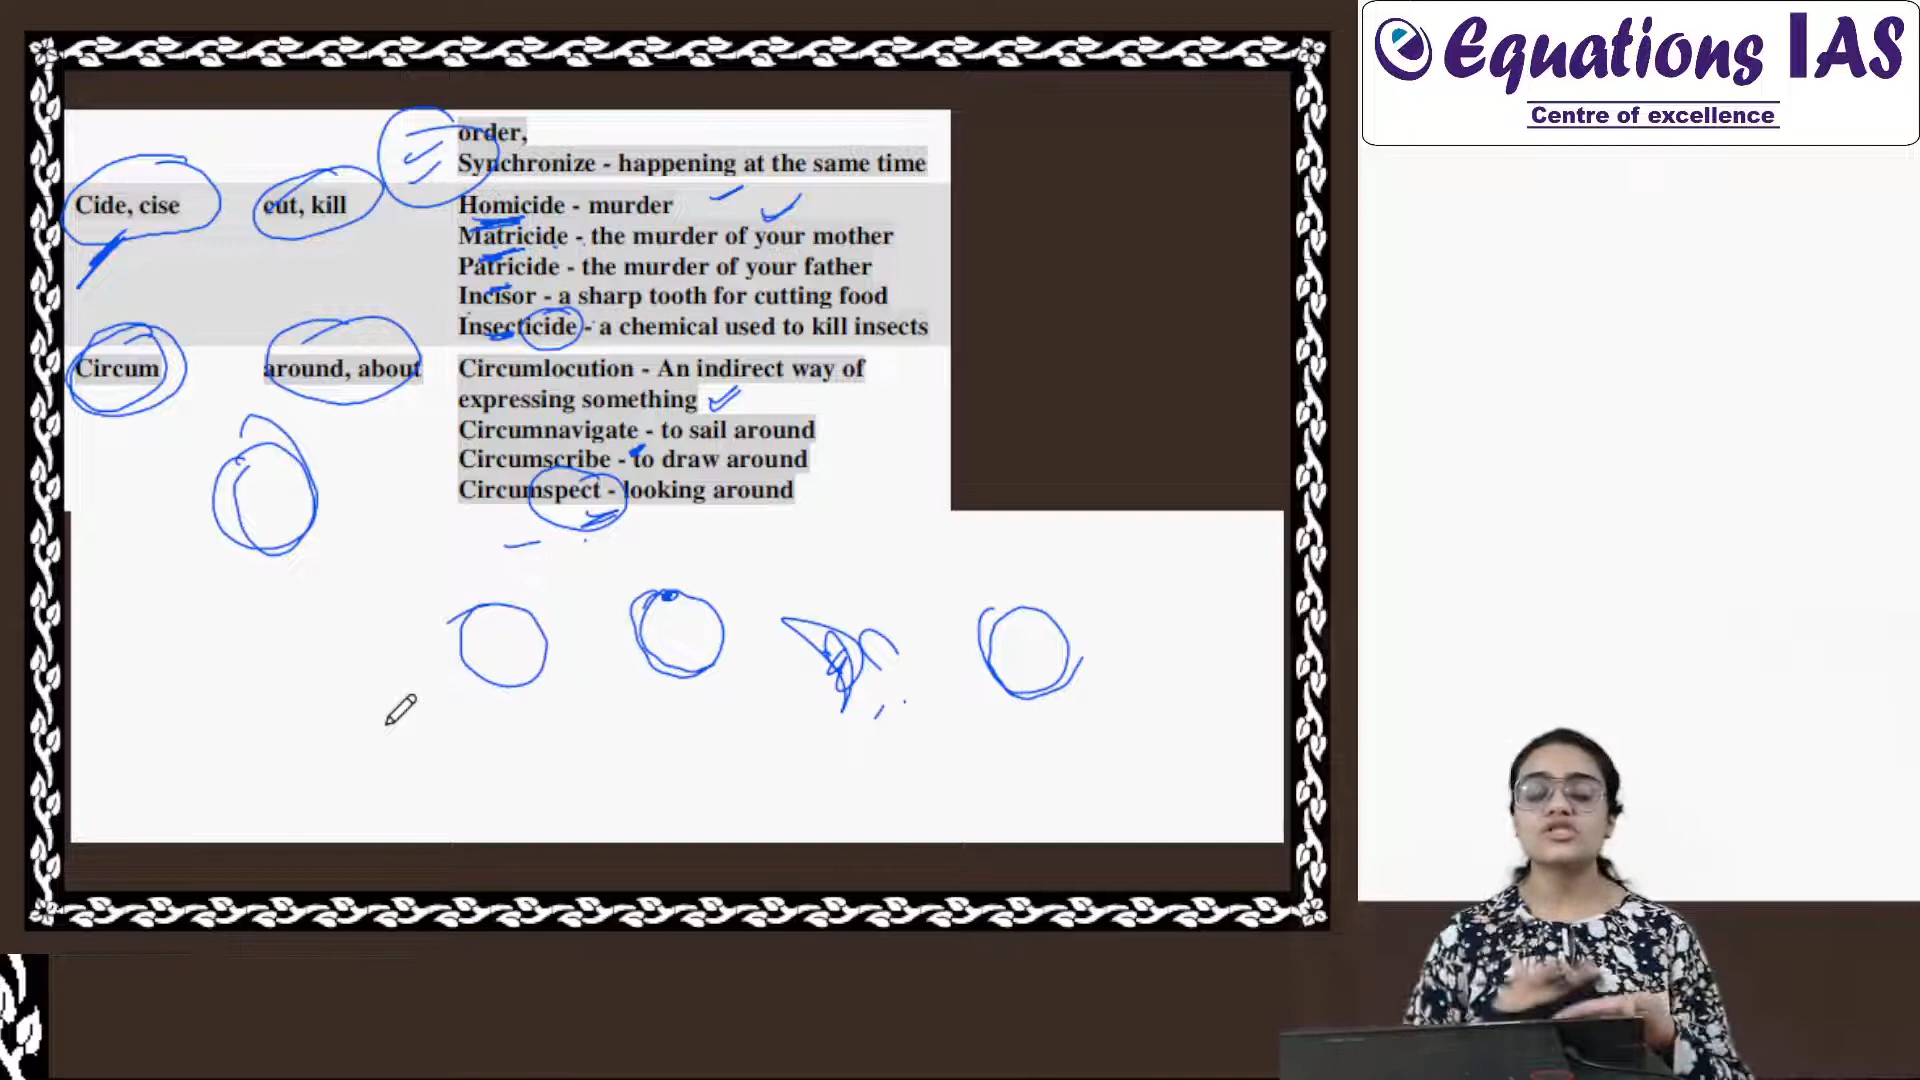 Equations IAS
Centre of excellence
order,
Synchronize - happening at the same time
Cide, cise
cut, kill
Homicide - murder
Matricide - the murder of your mother
Patricide - the murder of your father
Incisor - a sharp tooth for cutting food
Insecticide - a chemical used to kill insects
Circum
around, about
Circumlocution - An indirect way of
expressing something
Circumnavigate - to sail around
Circumscribe - to draw around
Circumspect - looking around